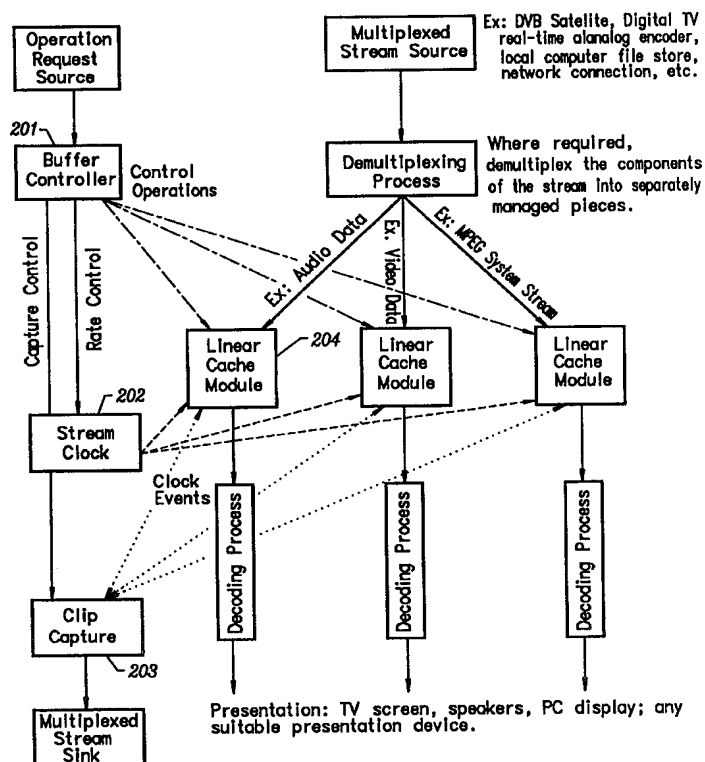 Operation
Request
Source
Multiplexed
Stream Source
Ex: DVB Satelite, Digital TV
real-time alanalog encoder,
local computer file store,
network connection, etc.
201
Buffer
Controller
Control
Operations
Demultiplexing
Process
Where required,
demultiplex the components
of the stream into separately
managed pieces.
Capture Control
Rate Control
Ex: Audio Data
Ex. Video Data
Ex: MPEG System Stream
Linear
Cache
Module
204
Linear
Cache
Module
Linear
Cache
Module
202
Stream
Clock
Clock
Events
Decoding Process
Decoding Process
Decoding Process
Clip
Capture
203
Multiplexed
Stream
Sink
Presentation: TV screen, speakers, PC display; any
suitable presentation device.